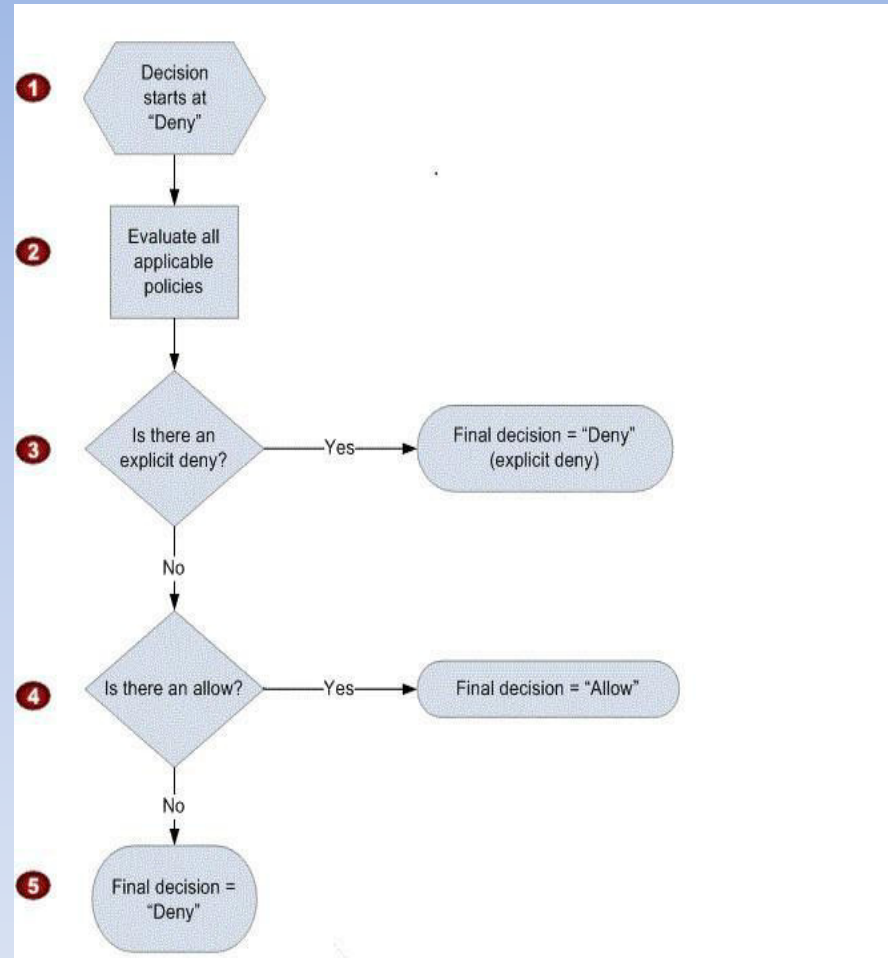 1
Decision
starts at
“Deny”
2
Evaluate all
applicable
policies
3
Is there an
explicit deny?
Yes
Final decision = “Deny”
(explicit deny)
No
4
Is there an allow?
Yes
Final decision = “Allow”
No
5
Final decision =
“Deny”